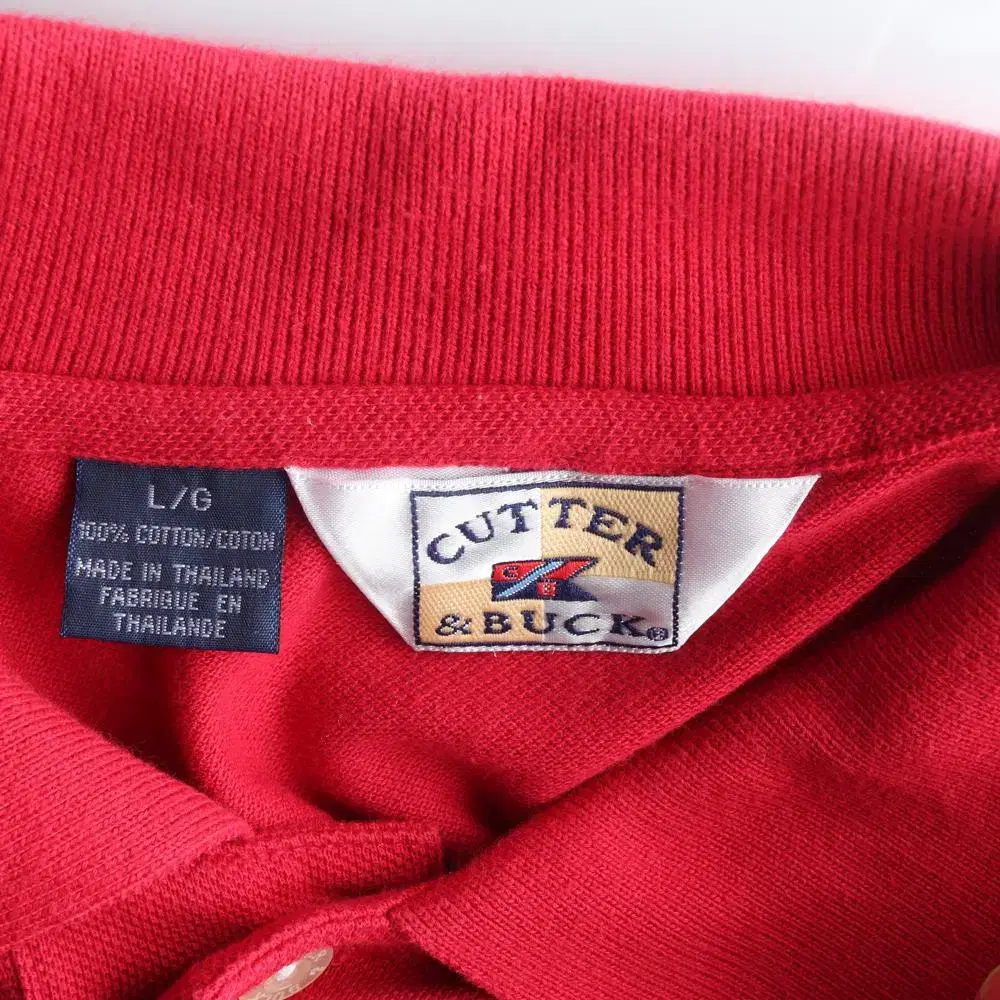 L/G
100% COTTON/COTON
MADE IN THAILAND
FABRIQUE EN
THAILANDE
CUTTER
C B
& BUCK®